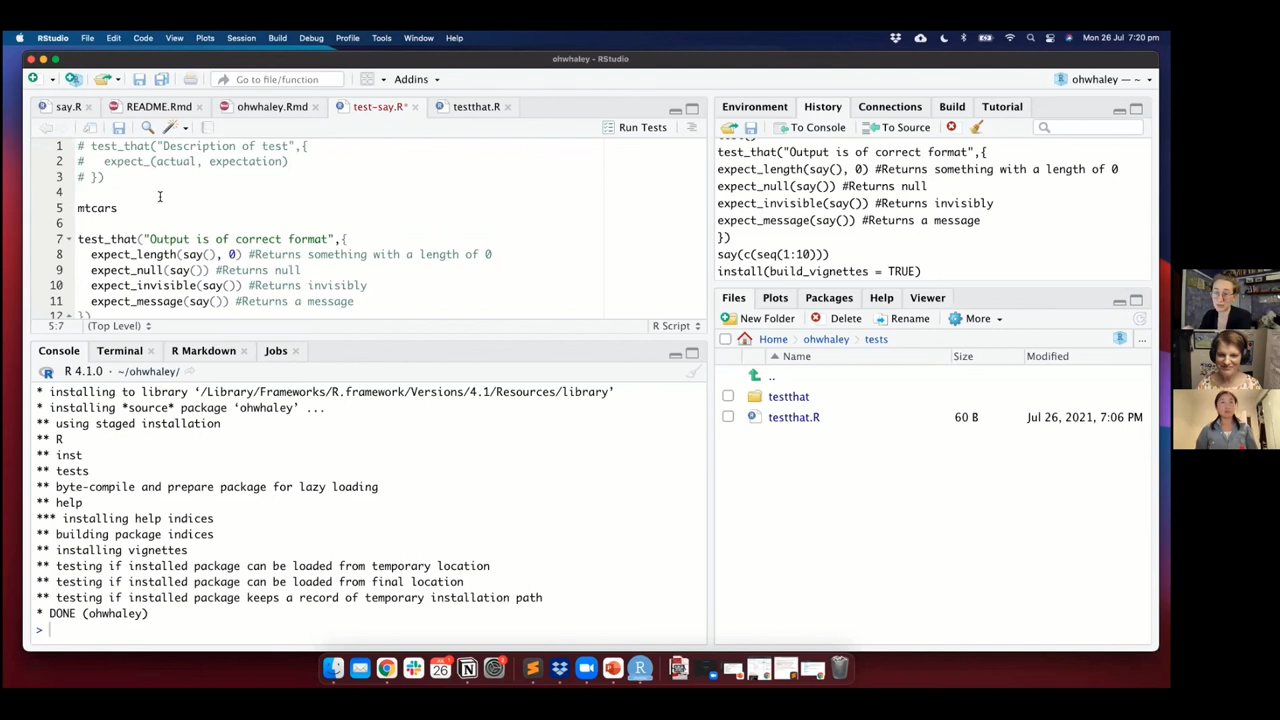 RStudio File Edit Code View Plots Session Build Debug Profile Tools Window Help Mon 26 Jul 7:20 pm
ohwhaley - RStudio
Go to file/function Addins ohwhaley — ~
say.R README.Rmd ohwhaley.Rmd test-say.R* testthat.R
Run Tests
1 # test_that("Description of test",{
2 #   expect_(actual, expectation)
3 # })
4
5 mtcars
6
7 test_that("Output is of correct format",{
8   expect_length(say(), 0) #Returns something with a length of 0
9   expect_null(say()) #Returns null
10   expect_invisible(say()) #Returns invisibly
11   expect_message(say()) #Returns a message
12 })
5:7 (Top Level) R Script
Console Terminal R Markdown Jobs
R 4.1.0 · ~/ohwhaley/
* installing to library ‘/Library/Frameworks/R.framework/Versions/4.1/Resources/library’
* installing *source* package ‘ohwhaley’ ...
** using staged installation
** R
** inst
** tests
** byte-compile and prepare package for lazy loading
** help
*** installing help indices
** building package indices
** installing vignettes
** testing if installed package can be loaded from temporary location
** testing if installed package can be loaded from final location
** testing if installed package keeps a record of temporary installation path
* DONE (ohwhaley)
>
Environment History Connections Build Tutorial
To Console To Source
test_that("Output is of correct format",{
expect_length(say(), 0) #Returns something with a length of 0
expect_null(say()) #Returns null
expect_invisible(say()) #Returns invisibly
expect_message(say()) #Returns a message
})
say(c(seq(1:10)))
install(build_vignettes = TRUE)
Files Plots Packages Help Viewer
New Folder Delete Rename More
Home ohwhaley tests
Name Size Modified
..
testthat
testthat.R 60 B Jul 26, 2021, 7:06 PM
26